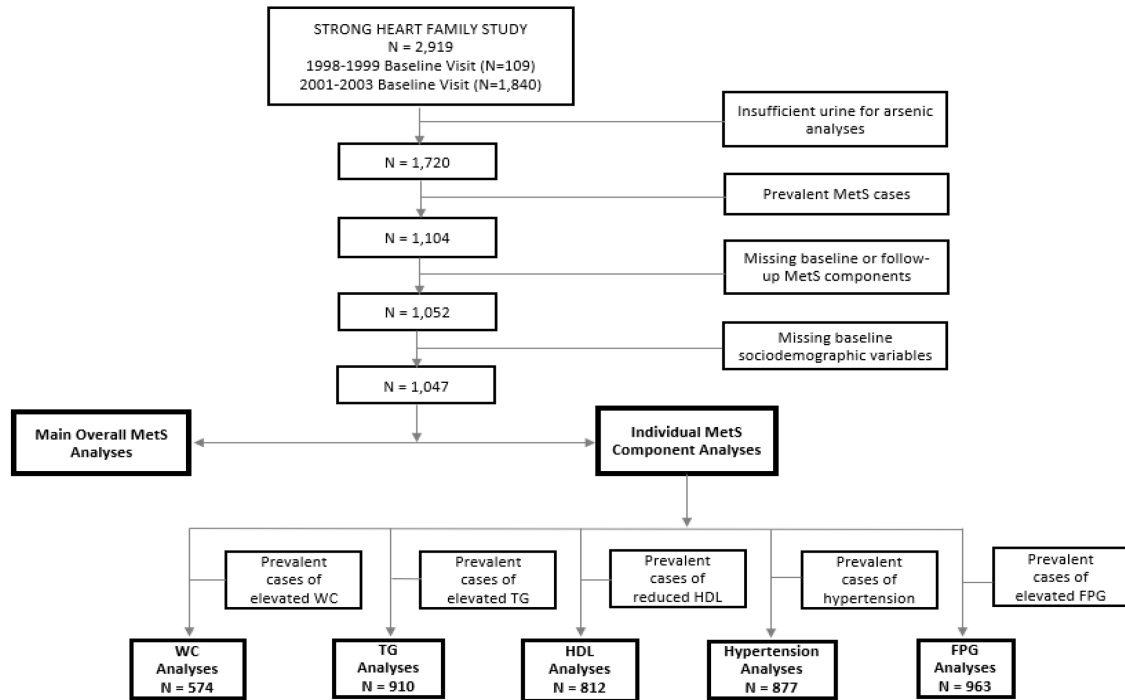 STRONG HEART FAMILY STUDY
N = 2,919
1998-1999 Baseline Visit (N=109)
2001-2003 Baseline Visit (N=1,840)
Insufficient urine for arsenic
analyses
N = 1,720
Prevalent MetS cases
N = 1,104
Missing baseline or follow-
up MetS components
N = 1,052
Missing baseline
sociodemographic variables
N = 1,047
Main Overall MetS
Analyses
Individual MetS
Component Analyses
Prevalent
cases of
elevated WC
Prevalent
cases of
elevated TG
Prevalent
cases of
reduced HDL
Prevalent
cases of
hypertension
Prevalent
cases of
elevated FPG
WC
Analyses
N = 574
TG
Analyses
N = 910
HDL
Analyses
N = 812
Hypertension
Analyses
N = 877
FPG
Analyses
N = 963